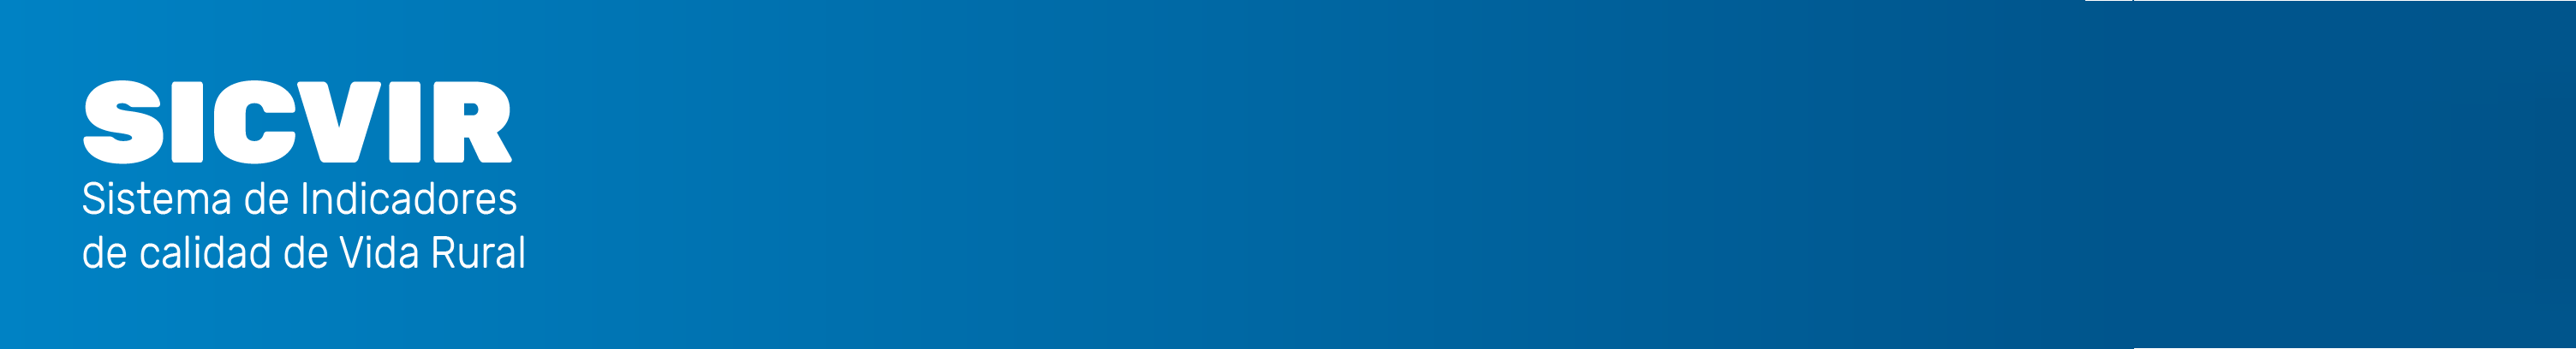 SICVIR
Sistema de Indicadores
de calidad de Vida Rural